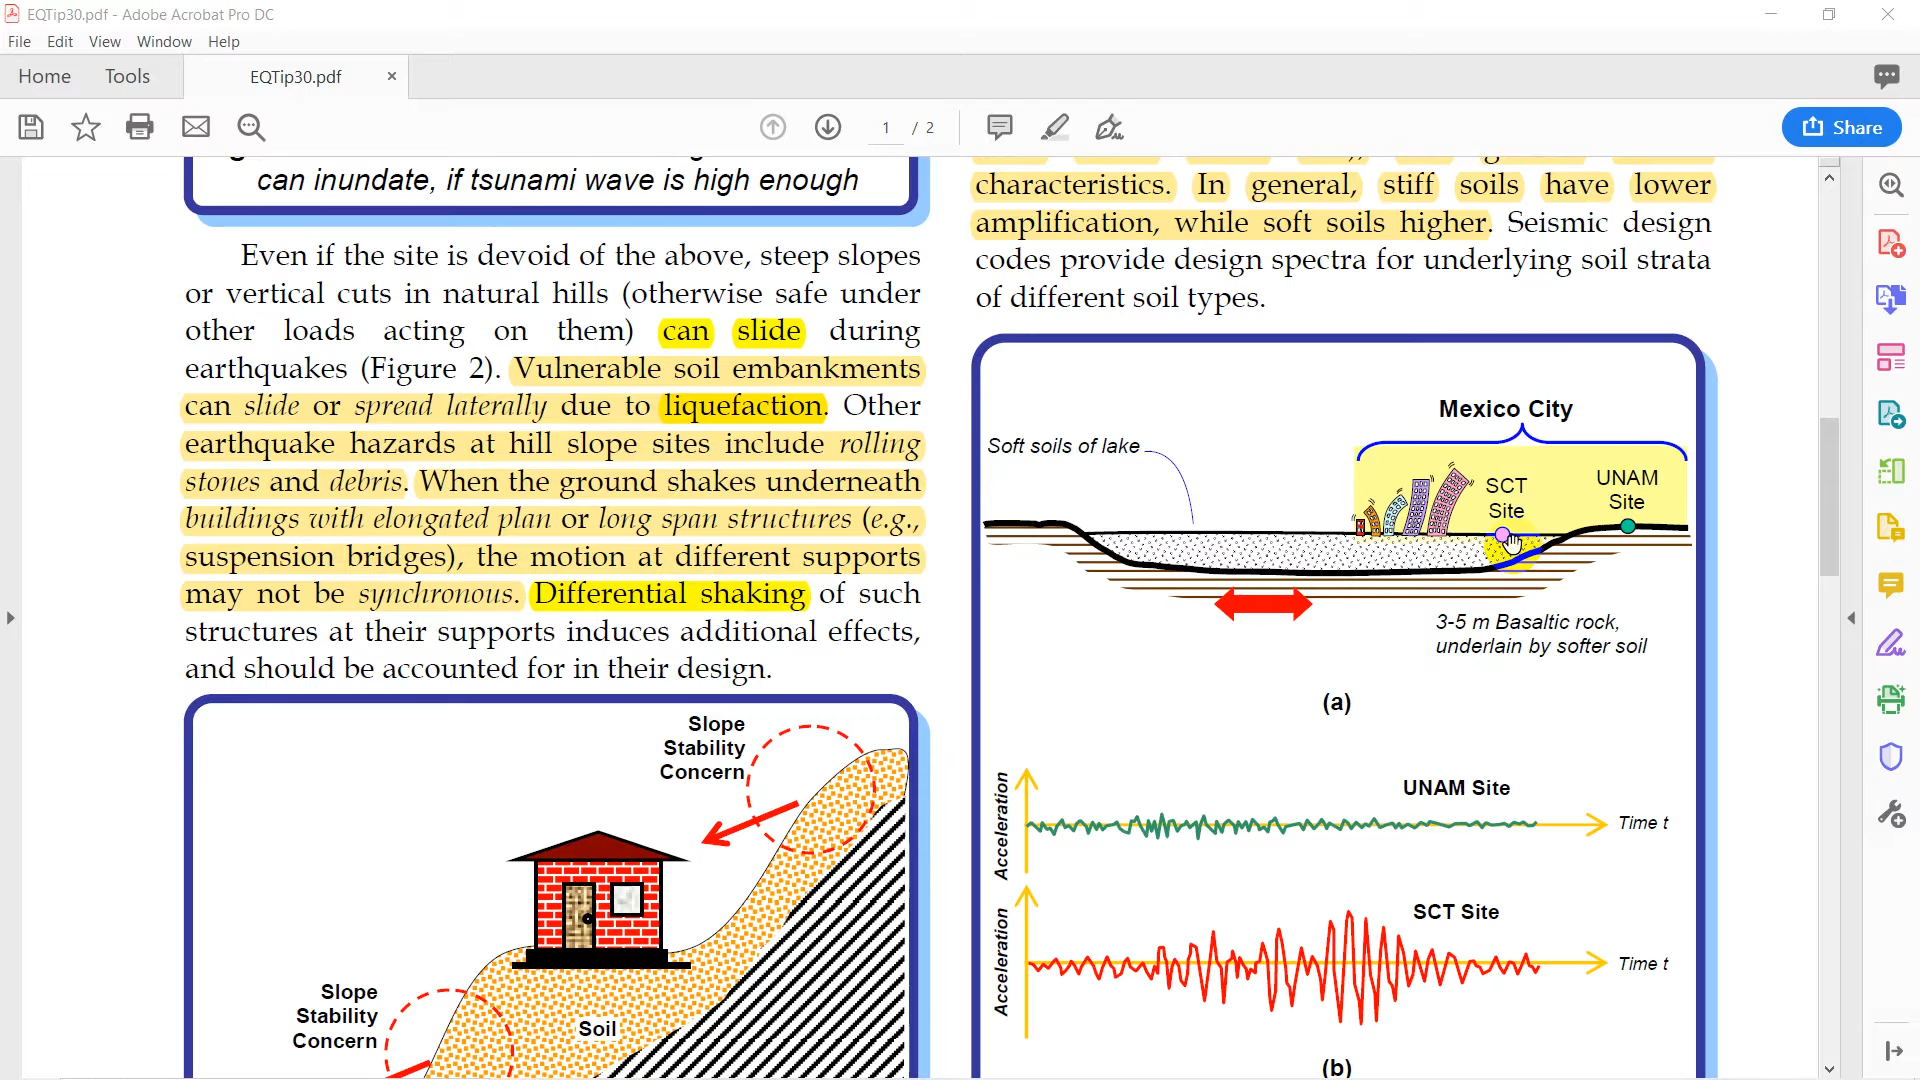 EQTip30.pdf - Adobe Acrobat Pro DC
File Edit View Window Help
Home Tools EQTip30.pdf ×
1 / 2
Share
can inundate, if tsunami wave is high enough
Even if the site is devoid of the above, steep slopes
or vertical cuts in natural hills (otherwise safe under
other loads acting on them) can slide during
earthquakes (Figure 2). Vulnerable soil embankments
can slide or spread laterally due to liquefaction. Other
earthquake hazards at hill slope sites include rolling
stones and debris. When the ground shakes underneath
buildings with elongated plan or long span structures (e.g.,
suspension bridges), the motion at different supports
may not be synchronous. Differential shaking of such
structures at their supports induces additional effects,
and should be accounted for in their design.
Slope
Stability
Concern
Slope
Stability
Concern
Soil
characteristics. In general, stiff soils have lower
amplification, while soft soils higher. Seismic design
codes provide design spectra for underlying soil strata
of different soil types.
Mexico City
Soft soils of lake
SCT
Site
UNAM
Site
3-5 m Basaltic rock,
underlain by softer soil
(a)
Acceleration
UNAM Site
Time t
Acceleration
SCT Site
Time t
(b)